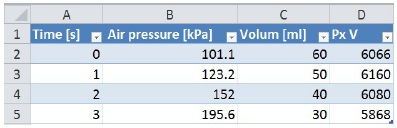 A B C D
1 Time [s] Air pressure [kPa] Volum [ml] Px V
2 0 101.1 60 6066
3 1 123.2 50 6160
4 2 152 40 6080
5 3 195.6 30 5868